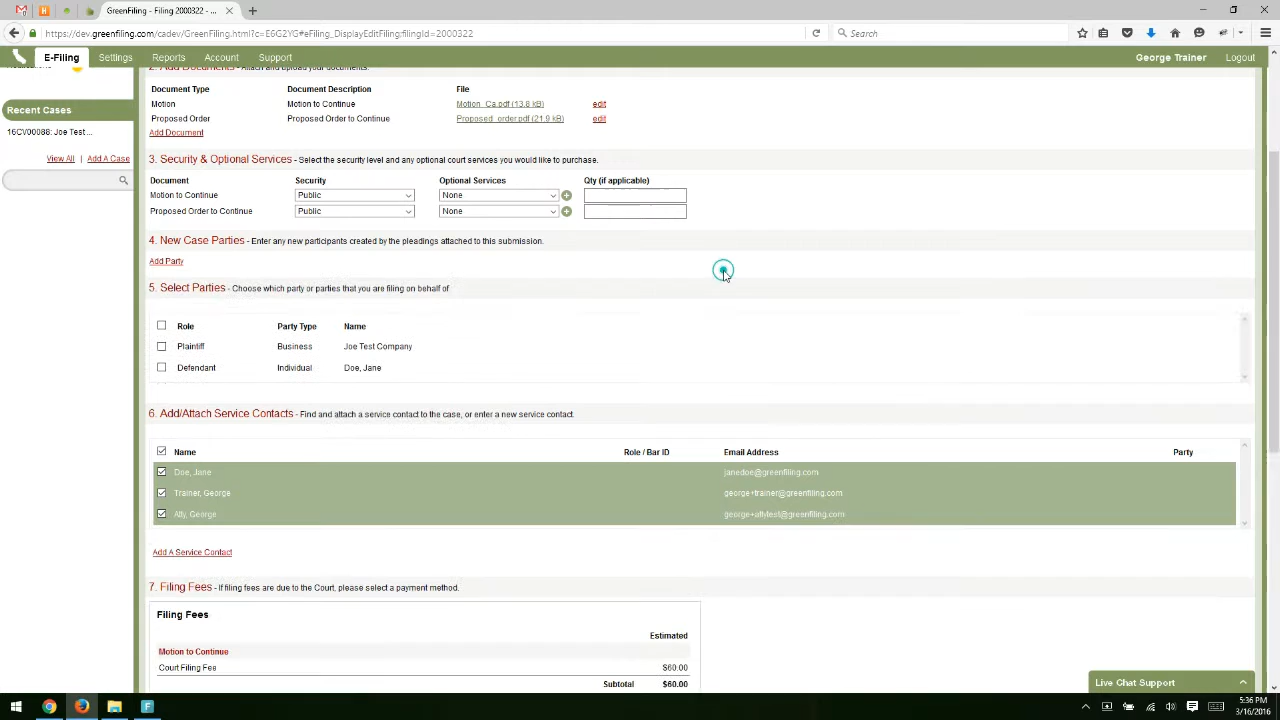 GreenFiling - Filing 2000322 ...
https://dev.greenfiling.com/cadev/GreenFiling.html?c=E6G2YG#eFiling_DisplayEditFiling:filingId=2000322
Search
E-Filing Settings Reports Account Support George Trainer Logout
2. Add Documents - Attach and upload your documents.
Recent Cases
16CV00088: Joe Test ...
View All | Add A Case
Document Type Document Description File
Motion Motion to Continue Motion_Ca.pdf (13.8 kB) edit
Proposed Order Proposed Order to Continue Proposed_order.pdf (21.9 kB) edit
Add Document
3. Security & Optional Services - Select the security level and any optional court services you would like to purchase.
Document Security Optional Services Qty (if applicable)
Motion to Continue Public None
Proposed Order to Continue Public None
4. New Case Parties - Enter any new participants created by the pleadings attached to this submission.
Add Party
5. Select Parties - Choose which party or parties that you are filing on behalf of
Role Party Type Name
Plaintiff Business Joe Test Company
Defendant Individual Doe, Jane
6. Add/Attach Service Contacts - Find and attach a service contact to the case, or enter a new service contact.
Name Role / Bar ID Email Address Party
Doe, Jane janedoe@greenfiling.com
Trainer, George george+trainer@greenfiling.com
Atty, George george+attytest@greenfiling.com
Add A Service Contact
7. Filing Fees - If filing fees are due to the Court, please select a payment method.
Filing Fees
Estimated
Motion to Continue
Court Filing Fee $60.00
Subtotal $60.00
Live Chat Support
5:36 PM
3/16/2016